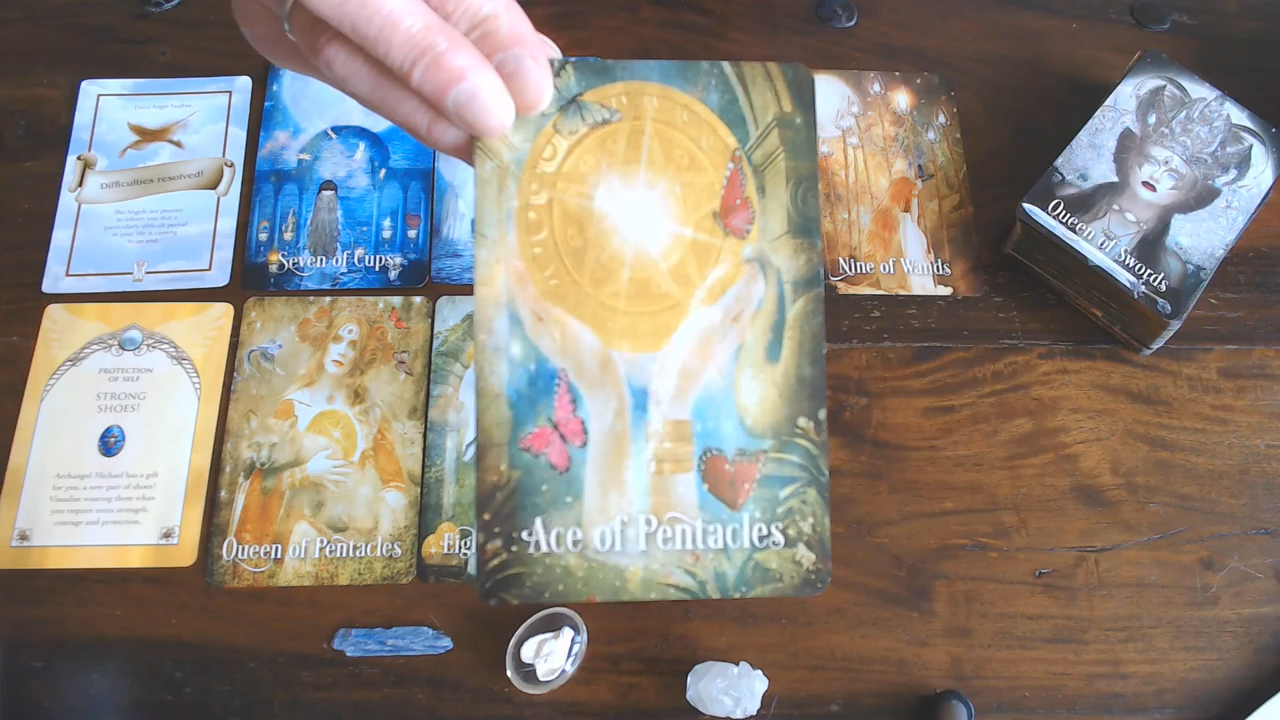 Difficulties resolved!
The Angels are present
to inform you that a
particularly difficult period
in your life is coming
to an end.
Seven of Cups
Nine of Wands
Queen of Swords
PROTECTION
OF SELF
STRONG
SHOES!
Archangel Michael has a gift
for you, a new pair of shoes!
Visualise wearing them when
you require extra strength,
courage and protection.
Queen of Pentacles
Eig
Ace of Pentacles